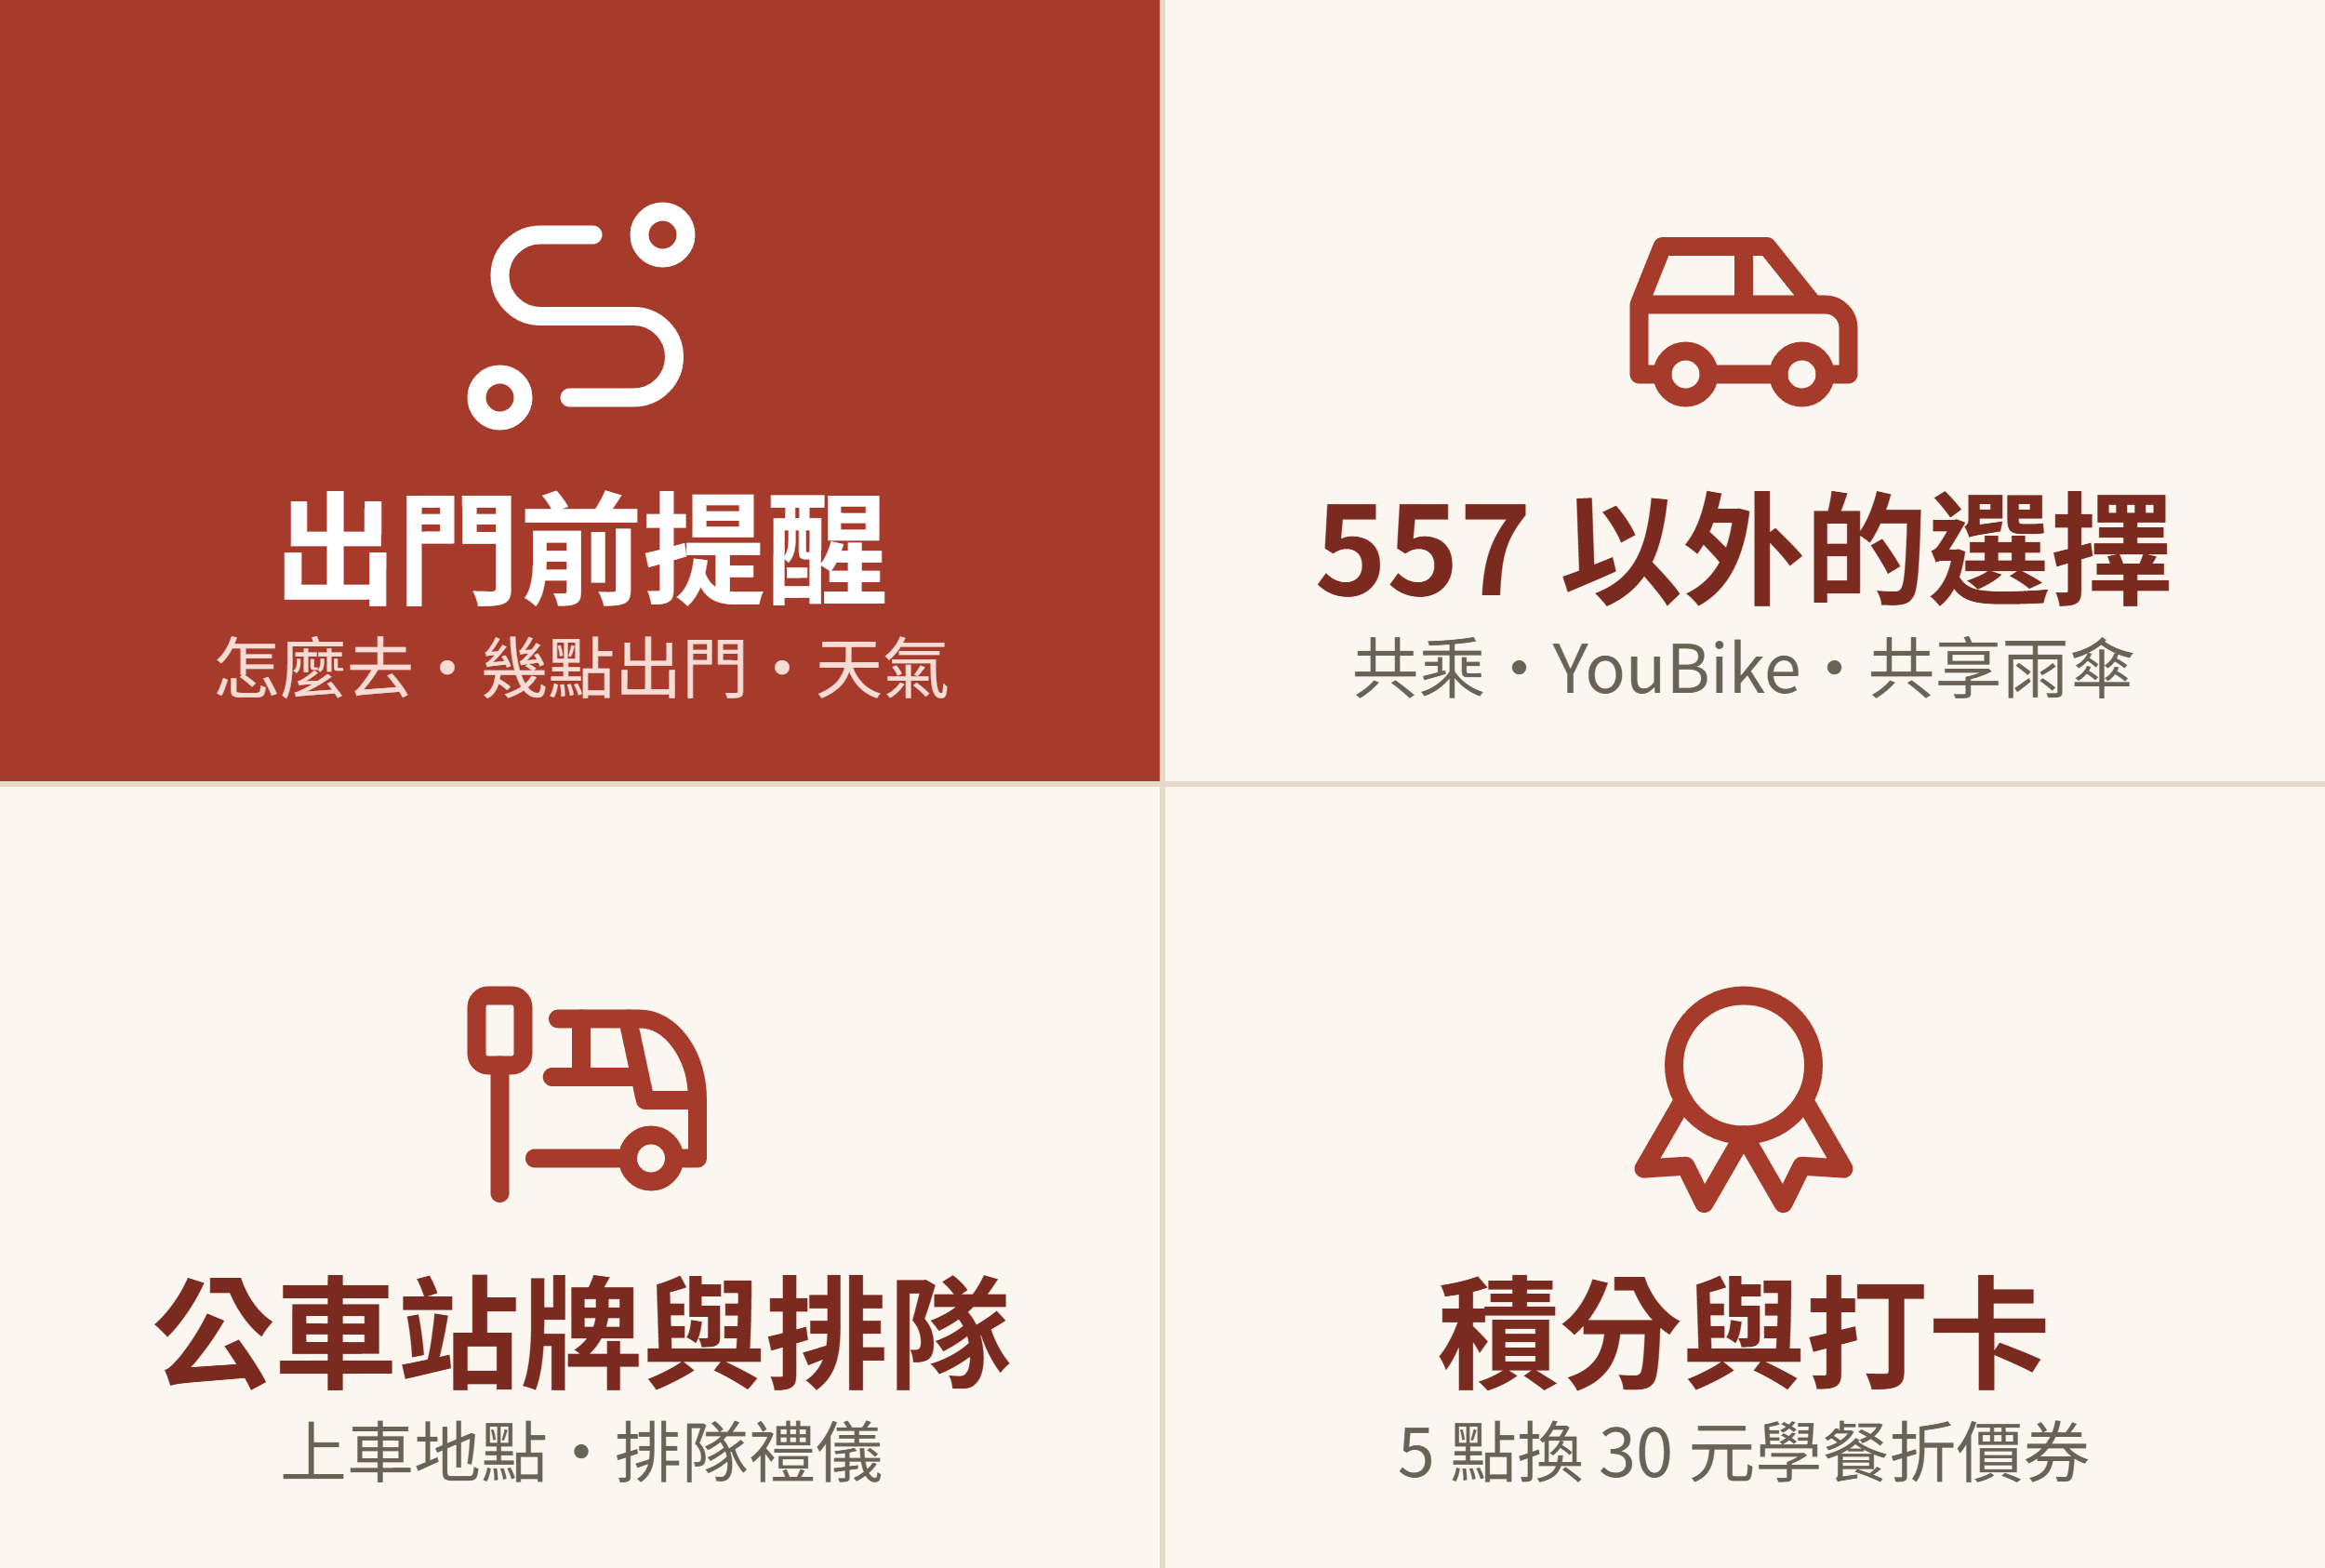 出門前提醒
怎麼去・幾點出門・天氣
557 以外的選擇
共乘・YouBike・共享雨傘
公車站牌與排隊
上車地點・排隊禮儀
積分與打卡
5 點換 30 元學餐折價券